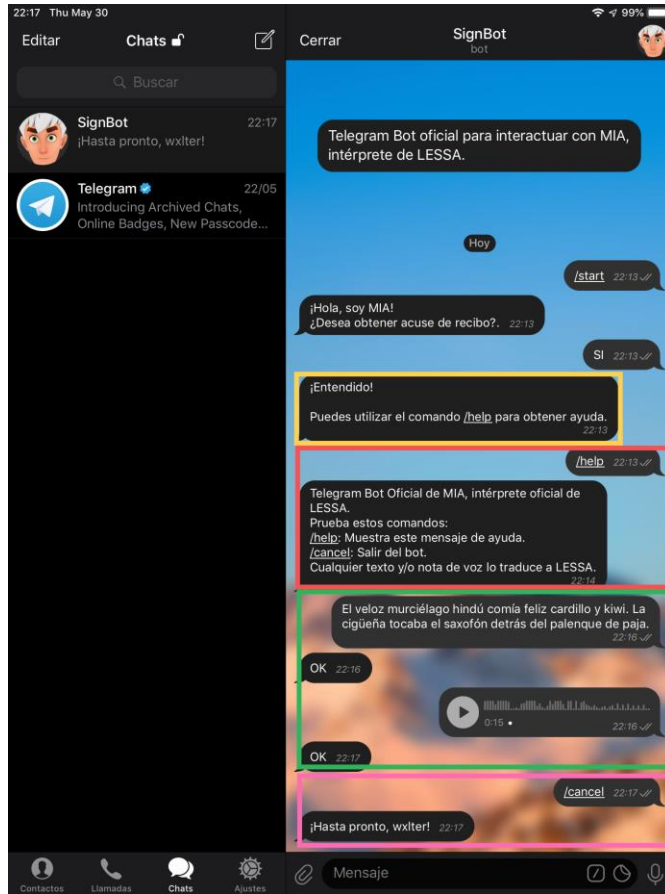 22:17 Thu May 30
99%
Editar
Chats
Buscar
SignBot
22:17
¡Hasta pronto, wxlter!
Telegram
22/05
Introducing Archived Chats,
Online Badges, New Passcode...
Contactos
Llamadas
Chats
Ajustes
Cerrar
SignBot
bot
Telegram Bot oficial para interactuar con MIA,
intérprete de LESSA.
Hoy
/start 22:13
¡Hola, soy MIA!
¿Desea obtener acuse de recibo?. 22:13
SI 22:13
¡Entendido!
Puedes utilizar el comando /help para obtener ayuda.
22:13
/help 22:13
Telegram Bot Oficial de MIA, intérprete oficial de
LESSA.
Prueba estos comandos:
/help: Muestra este mensaje de ayuda.
/cancel: Salir del bot.
Cualquier texto y/o nota de voz lo traduce a LESSA.
22:14
El veloz murciélago hindú comía feliz cardillo y kiwi. La
cigüeña tocaba el saxofón detrás del palenque de paja.
22:16
OK 22:16
0:15
22:16
OK 22:17
/cancel 22:17
¡Hasta pronto, wxlter! 22:17
Mensaje